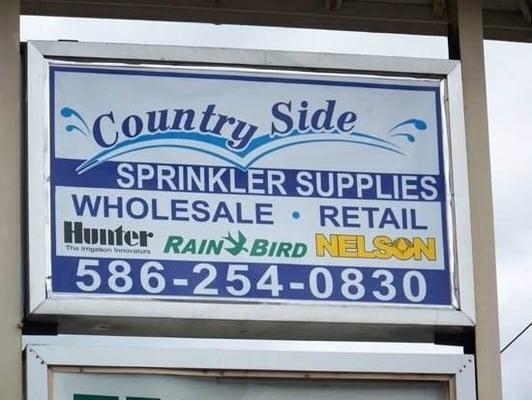 Country Side
SPRINKLER SUPPLIES
WHOLESALE • RETAIL
Hunter RAIN BIRD NELSON
The Irrigation Innovators
586-254-0830